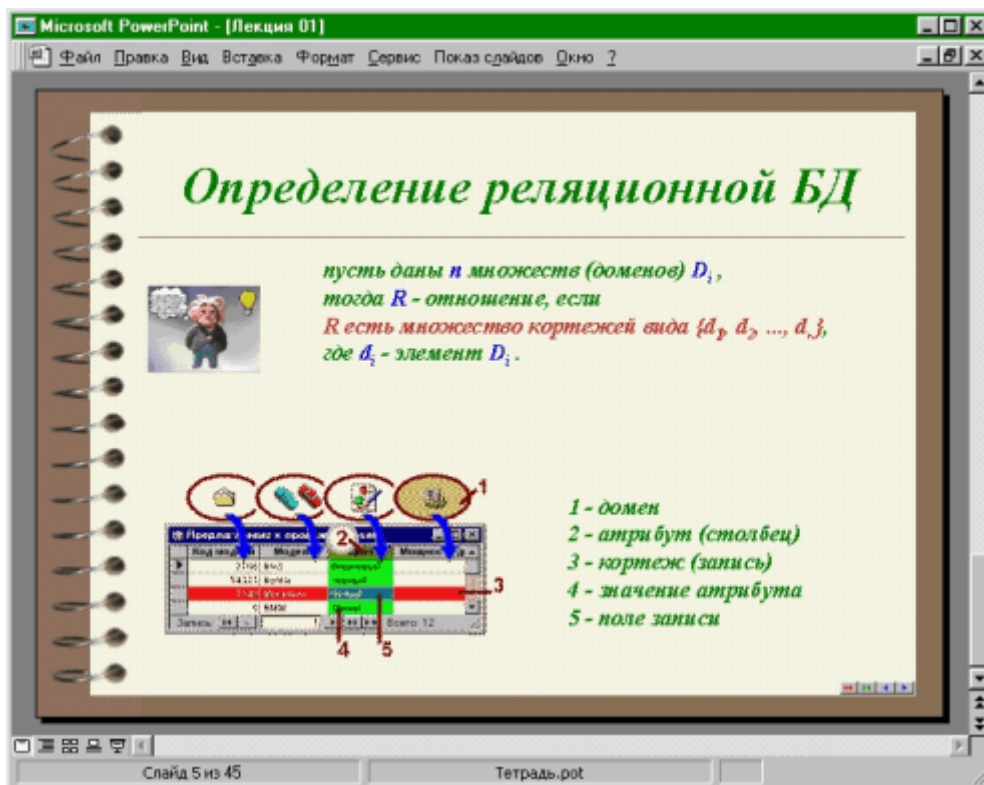 Microsoft PowerPoint - [Лекция 01]
Файл Правка Вид Вставка Формат Сервис Показ слайдов Окно ?
Определение реляционной БД
пусть даны n множеств (доменов) Di ,
тогда R - отношение, если
R есть множество кортежей вида {d1, d2, ..., dn},
где di - элемент Di .
1
2
Код модели
3
Запись: 1 Всего: 12
4 5
1 - домен
2 - атрибут (столбец)
3 - кортеж (запись)
4 - значение атрибута
5 - поле записи
Слайд 5 из 45 Тетрадь.pot